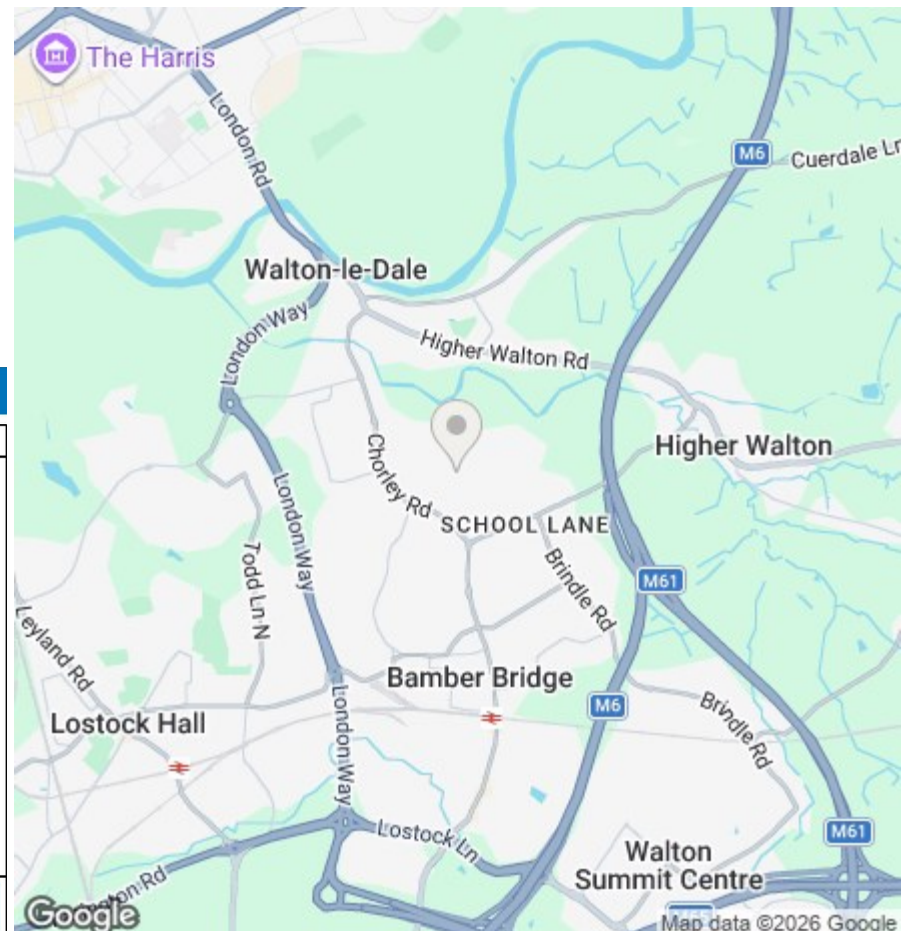 The Harris
London Rd
M6
Cuerdale Ln
Walton-le-Dale
London Way
Higher Walton Rd
Higher Walton
Chorley Rd
SCHOOL LANE
London Way
Todd Ln N
Brindle Rd
M61
Leyland Rd
Bamber Bridge
M6
Brindle Rd
Lostock Hall
London Way
Lostock Ln
M61
Walton
Summit Centre
Rd
Google
Map data ©2026 Google